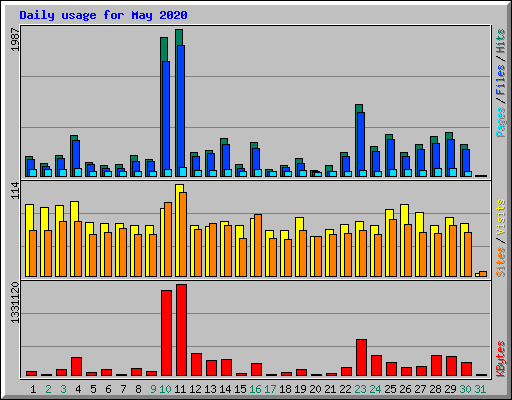 Daily usage for May 2020
1987
Pages / Files / Hits
114
Sites / Visits
1331120
KBytes
1 2 3 4 5 6 7 8 9 10 11 12 13 14 15 16 17 18 19 20 21 22 23 24 25 26 27 28 29 30 31